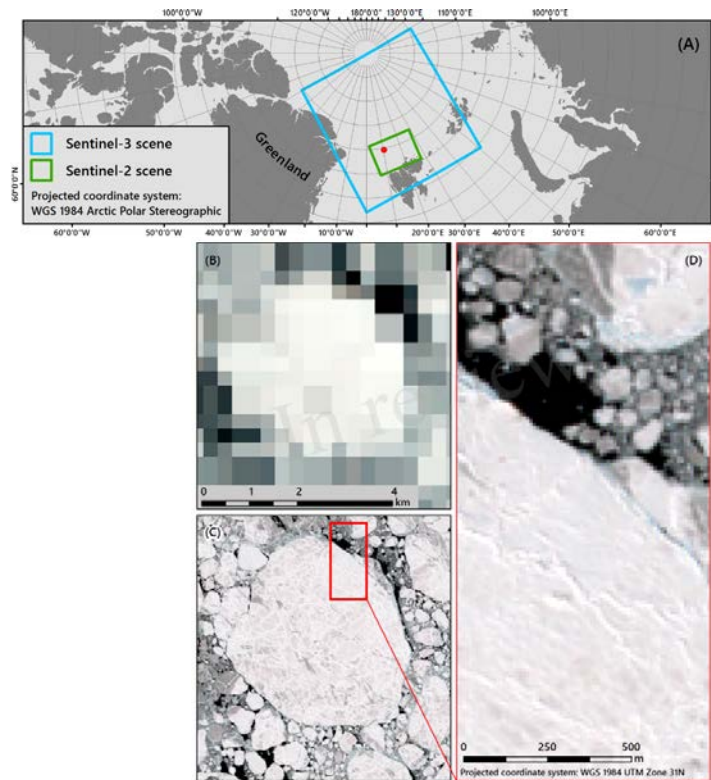 100°0'0"W
120°0'0"W
180°0'0"
130°0'0"E
110°0'0"E
100°0'0"E
(A)
Greenland
Sentinel-3 scene
Sentinel-2 scene
Projected coordinate system:
WGS 1984 Arctic Polar Stereographic
60°0'0"N
60°0'0"W
50°0'0"W
40°0'0"W
30°0'0"W
20°0'0"E
30°0'0"E
40°0'0"E
50°0'0"E
60°0'0"E
(B)
0 1 2 4
km
(C)
(D)
In review
0 250 500
m
Projected coordinate system: WGS 1984 UTM Zone 31N